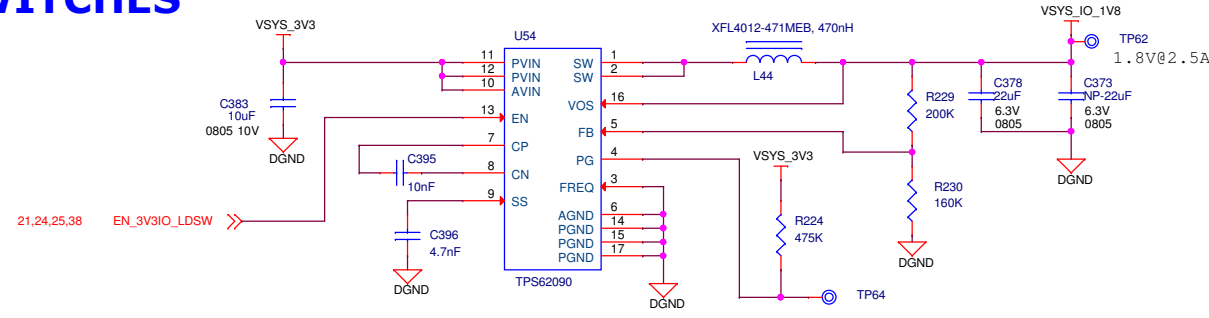 WITCHES
VSYS_3V3
VSYS_IO_1V8
XFL4012-471MEB, 470nH
TP62
U54
1.8V@2.5A
11 PVIN SW 1
12 PVIN SW 2
L44
10 AVIN
C383
10uF
0805 10V
VOS 16
R229
200K
C378
22uF
6.3V
0805
C373
NP-22uF
6.3V
0805
13 EN
FB 5
DGND
7 CP
PG 4
VSYS_3V3
C395
10nF
8 CN
FREQ 3
DGND
9 SS
R230
160K
21,24,25,38 EN_3V3IO_LDSW
AGND 6
PGND 14
PGND 15
PGND 17
R224
475K
C396
4.7nF
DGND
DGND
TPS62090
DGND
TP64